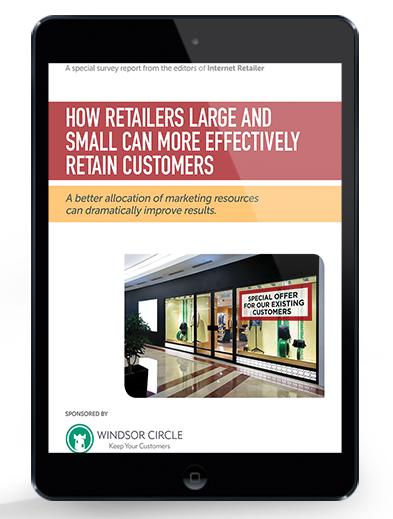 A special survey report from the editors of Internet Retailer
HOW RETAILERS LARGE AND
SMALL CAN MORE EFFECTIVELY
RETAIN CUSTOMERS
A better allocation of marketing resources
can dramatically improve results.
SPECIAL OFFER
FOR OUR EXISTING
CUSTOMERS
SPONSORED BY
WINDSOR CIRCLE
Keep Your Customers